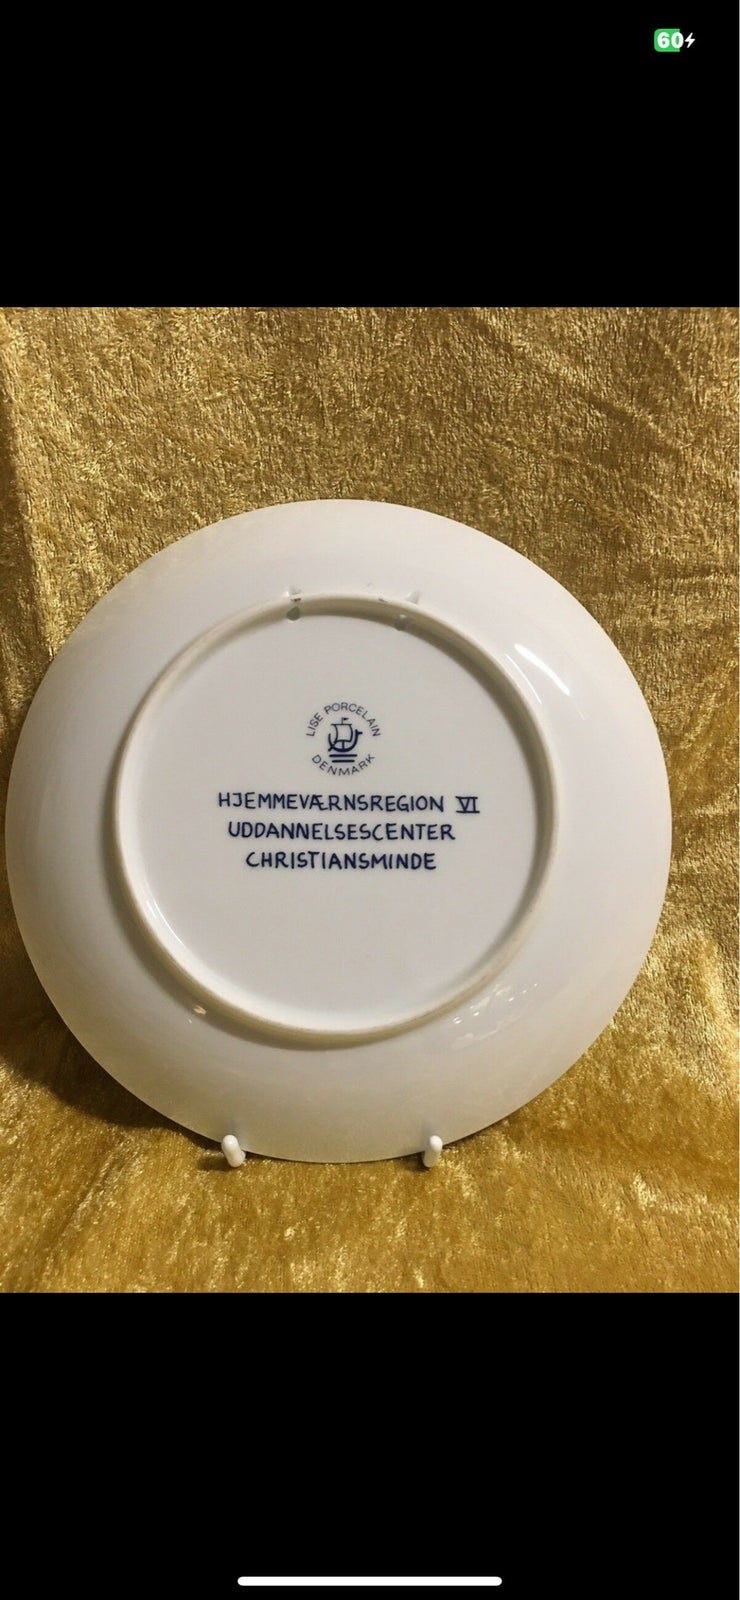 60
LISE PORCELAIN
DENMARK
HJEMMEVÆRNSREGION VI
UDDANNELSESCENTER
CHRISTIANSMINDE